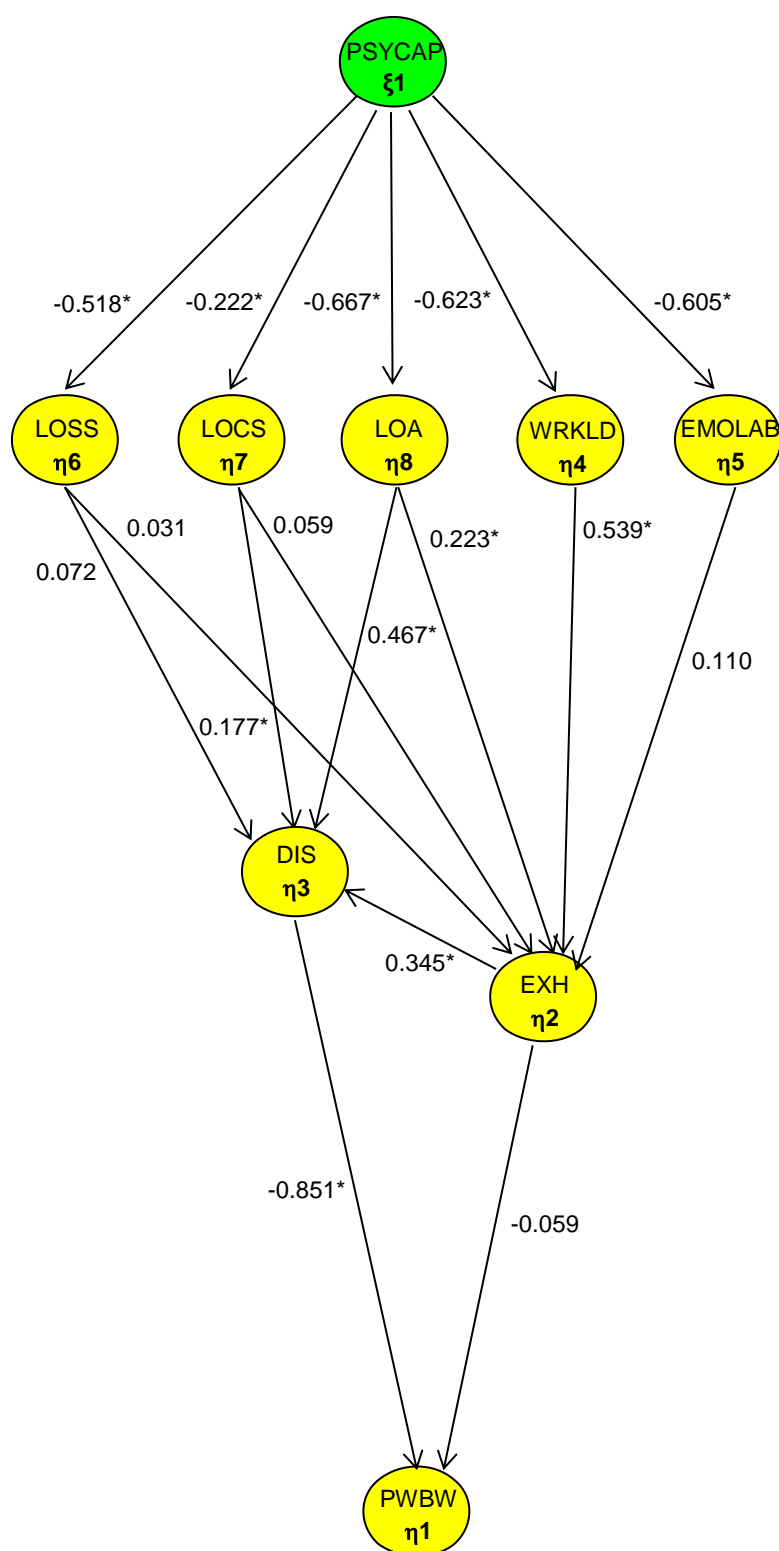 PSYCAP
ξ1
-0.518*
-0.222*
-0.667*
-0.623*
-0.605*
LOSS
η6
LOCS
η7
LOA
η8
WRKLD
η4
EMOLAB
η5
0.031
0.059
0.223*
0.539*
0.072
0.467*
0.110
0.177*
DIS
η3
0.345*
EXH
η2
-0.851*
-0.059
PWBW
η1